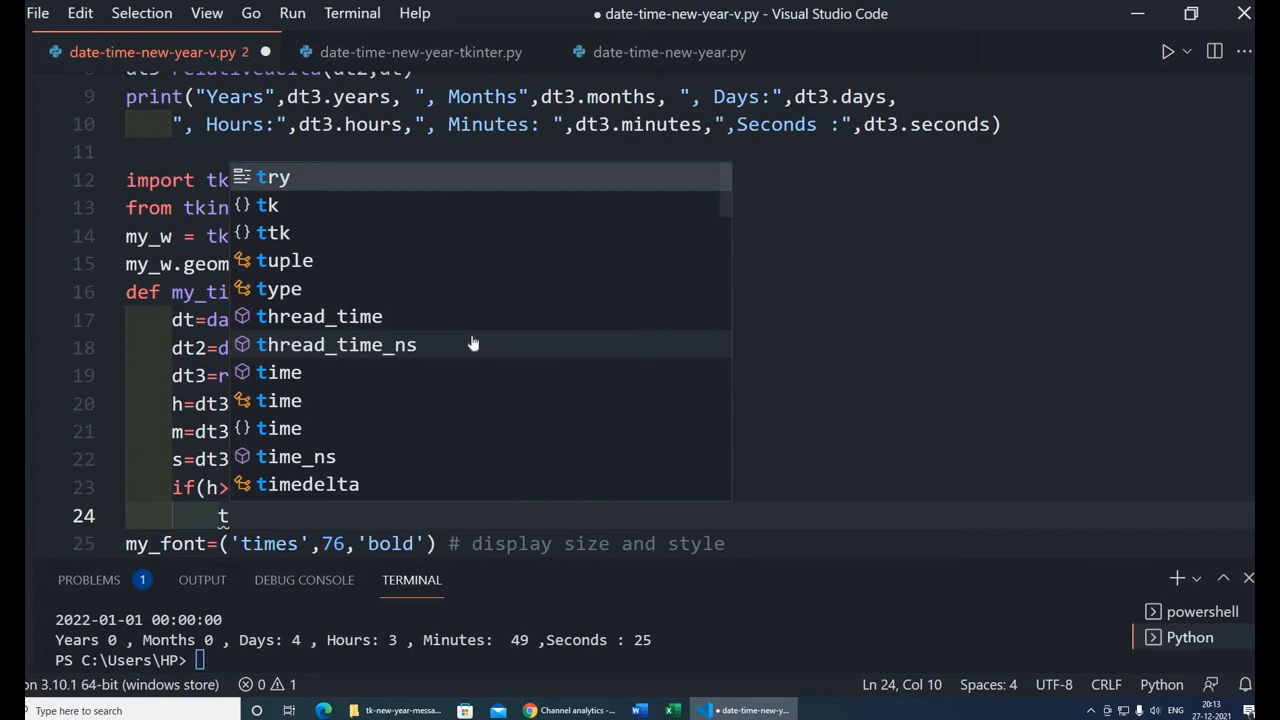 File Edit Selection View Go Run Terminal Help
● date-time-new-year-v.py - Visual Studio Code
date-time-new-year-v.py 2 ●
date-time-new-year-tkinter.py
date-time-new-year.py
8 dt3=relativedelta(dt2,dt)
9 print("Years",dt3.years, ", Months",dt3.months, ", Days:",dt3.days,
10 ", Hours:",dt3.hours,", Minutes: ",dt3.minutes,",Seconds :",dt3.seconds)
11
12 import tk
13 from tkin
14 my_w = tk
15 my_w.geom
16 def my_ti
17 dt=da
18 dt2=d
19 dt3=r
20 h=dt3
21 m=dt3
22 s=dt3
23 if(h>
24 t
25 my_font=('times',76,'bold') # display size and style
try
tk
ttk
tuple
type
thread_time
thread_time_ns
time
time
time
time_ns
timedelta
PROBLEMS 1 OUTPUT DEBUG CONSOLE TERMINAL
2022-01-01 00:00:00
Years 0 , Months 0 , Days: 4 , Hours: 3 , Minutes:  49 ,Seconds : 25
PS C:\Users\HP>
powershell
Python
on 3.10.1 64-bit (windows store) 0 1
Ln 24, Col 10 Spaces: 4 UTF-8 CRLF Python
Type here to search
tk-new-year-messa...
Channel analytics - ...
● date-time-new-y...
ENG
20:13
27-12-2021